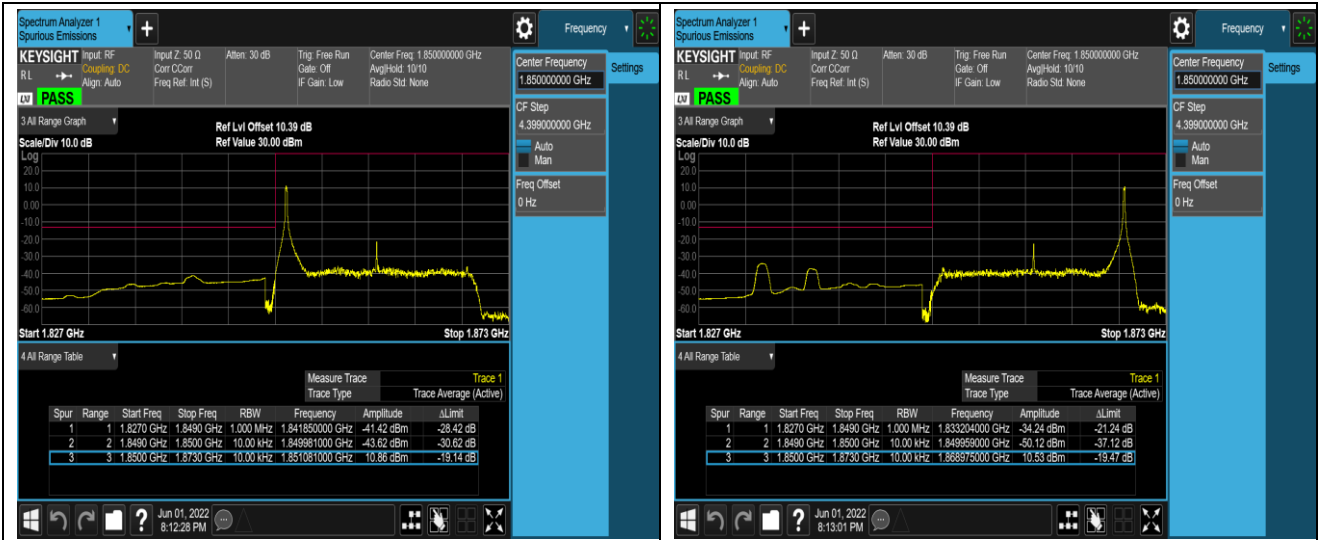 Spectrum Analyzer 1
Spurious Emissions
+
Frequency
KEYSIGHT
RL
Input: RF
Coupling: DC
Align: Auto
Input Z: 50 Ω
Corr CCorr
Freq Ref: Int (S)
Atten: 30 dB
Trig: Free Run
Gate: Off
IF Gain: Low
Center Freq: 1.850000000 GHz
Avg|Hold: 10/10
Radio Std: None
PASS
3 All Range Graph
Ref Lvl Offset 10.39 dB
Scale/Div 10.0 dB
Ref Value 30.00 dBm
Log
20.0
10.0
0.00
-10.0
-20.0
-30.0
-40.0
-50.0
-60.0
Start 1.827 GHz
Stop 1.873 GHz
4 All Range Table
Measure Trace Trace 1
Trace Type Trace Average (Active)
Spur Range Start Freq Stop Freq RBW Frequency Amplitude ΔLimit
1 1 1.8270 GHz 1.8490 GHz 1.000 MHz 1.841850000 GHz -41.42 dBm -28.42 dB
2 2 1.8490 GHz 1.8500 GHz 10.00 kHz 1.849981000 GHz -43.62 dBm -30.62 dB
3 3 1.8500 GHz 1.8730 GHz 10.00 kHz 1.851081000 GHz 10.86 dBm -19.14 dB
?
Jun 01, 2022
8:12:28 PM
Center Frequency
1.850000000 GHz
Settings
CF Step
4.399000000 GHz
Auto
Man
Freq Offset
0 Hz
Spectrum Analyzer 1
Spurious Emissions
+
Frequency
KEYSIGHT
RL
Input: RF
Coupling: DC
Align: Auto
Input Z: 50 Ω
Corr CCorr
Freq Ref: Int (S)
Atten: 30 dB
Trig: Free Run
Gate: Off
IF Gain: Low
Center Freq: 1.850000000 GHz
Avg|Hold: 10/10
Radio Std: None
PASS
3 All Range Graph
Ref Lvl Offset 10.39 dB
Scale/Div 10.0 dB
Ref Value 30.00 dBm
Log
20.0
10.0
0.00
-10.0
-20.0
-30.0
-40.0
-50.0
-60.0
Start 1.827 GHz
Stop 1.873 GHz
4 All Range Table
Measure Trace Trace 1
Trace Type Trace Average (Active)
Spur Range Start Freq Stop Freq RBW Frequency Amplitude ΔLimit
1 1 1.8270 GHz 1.8490 GHz 1.000 MHz 1.833204000 GHz -34.24 dBm -21.24 dB
2 2 1.8490 GHz 1.8500 GHz 10.00 kHz 1.849959000 GHz -50.12 dBm -37.12 dB
3 3 1.8500 GHz 1.8730 GHz 10.00 kHz 1.868975000 GHz 10.53 dBm -19.47 dB
?
Jun 01, 2022
8:13:01 PM
Center Frequency
1.850000000 GHz
Settings
CF Step
4.399000000 GHz
Auto
Man
Freq Offset
0 Hz